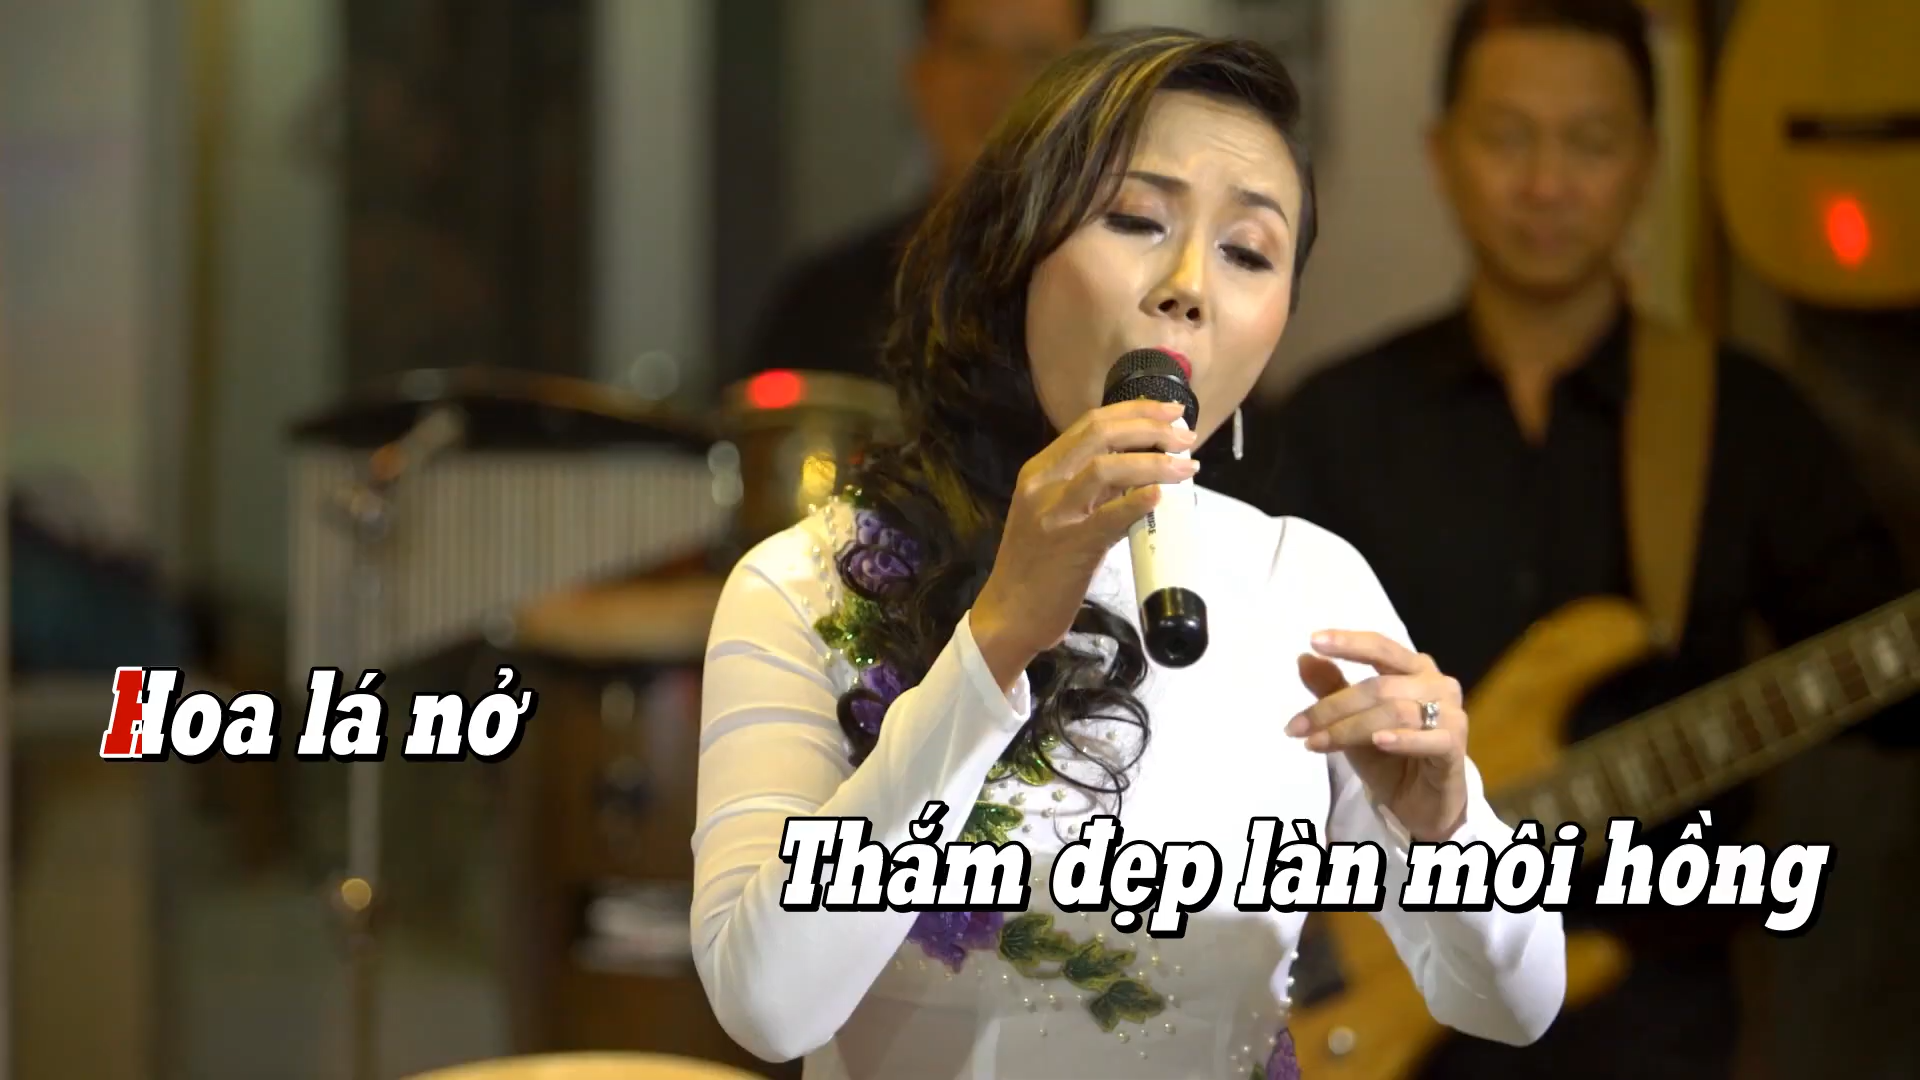 Hoa lá nở
Thắm đẹp làn môi hồng